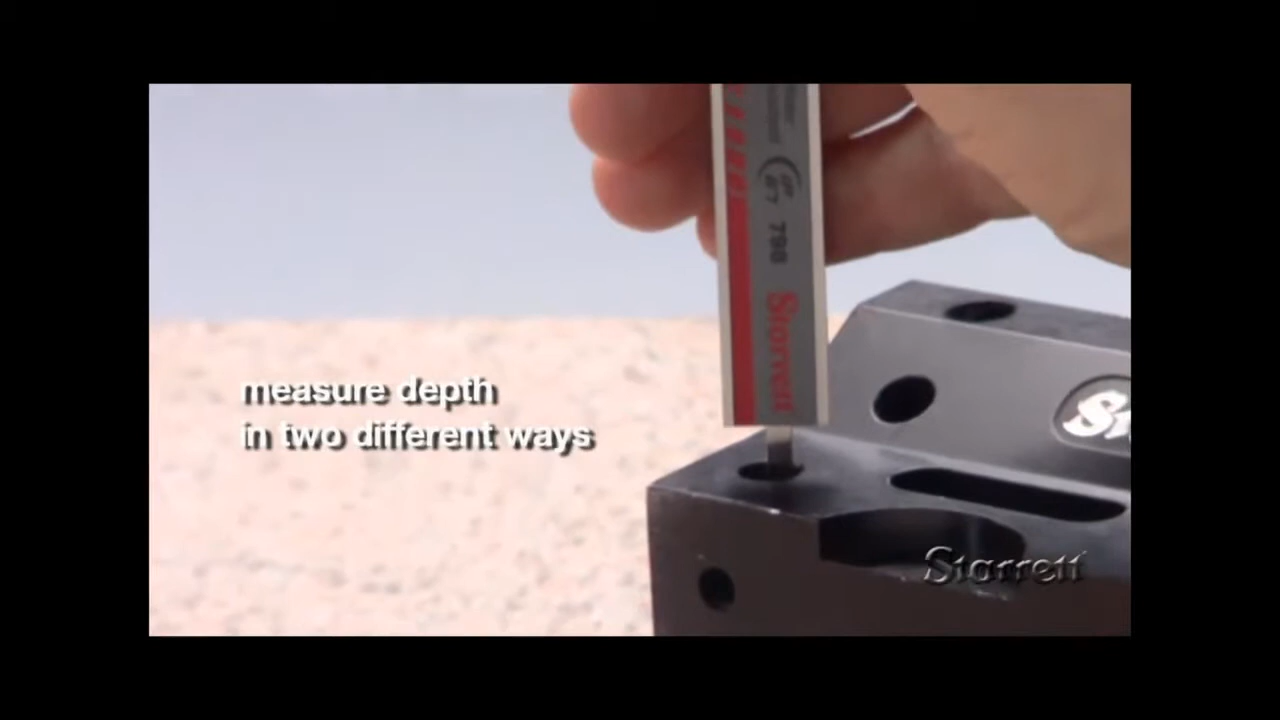 798
Starrett
measure depth
in two different ways
Starrett